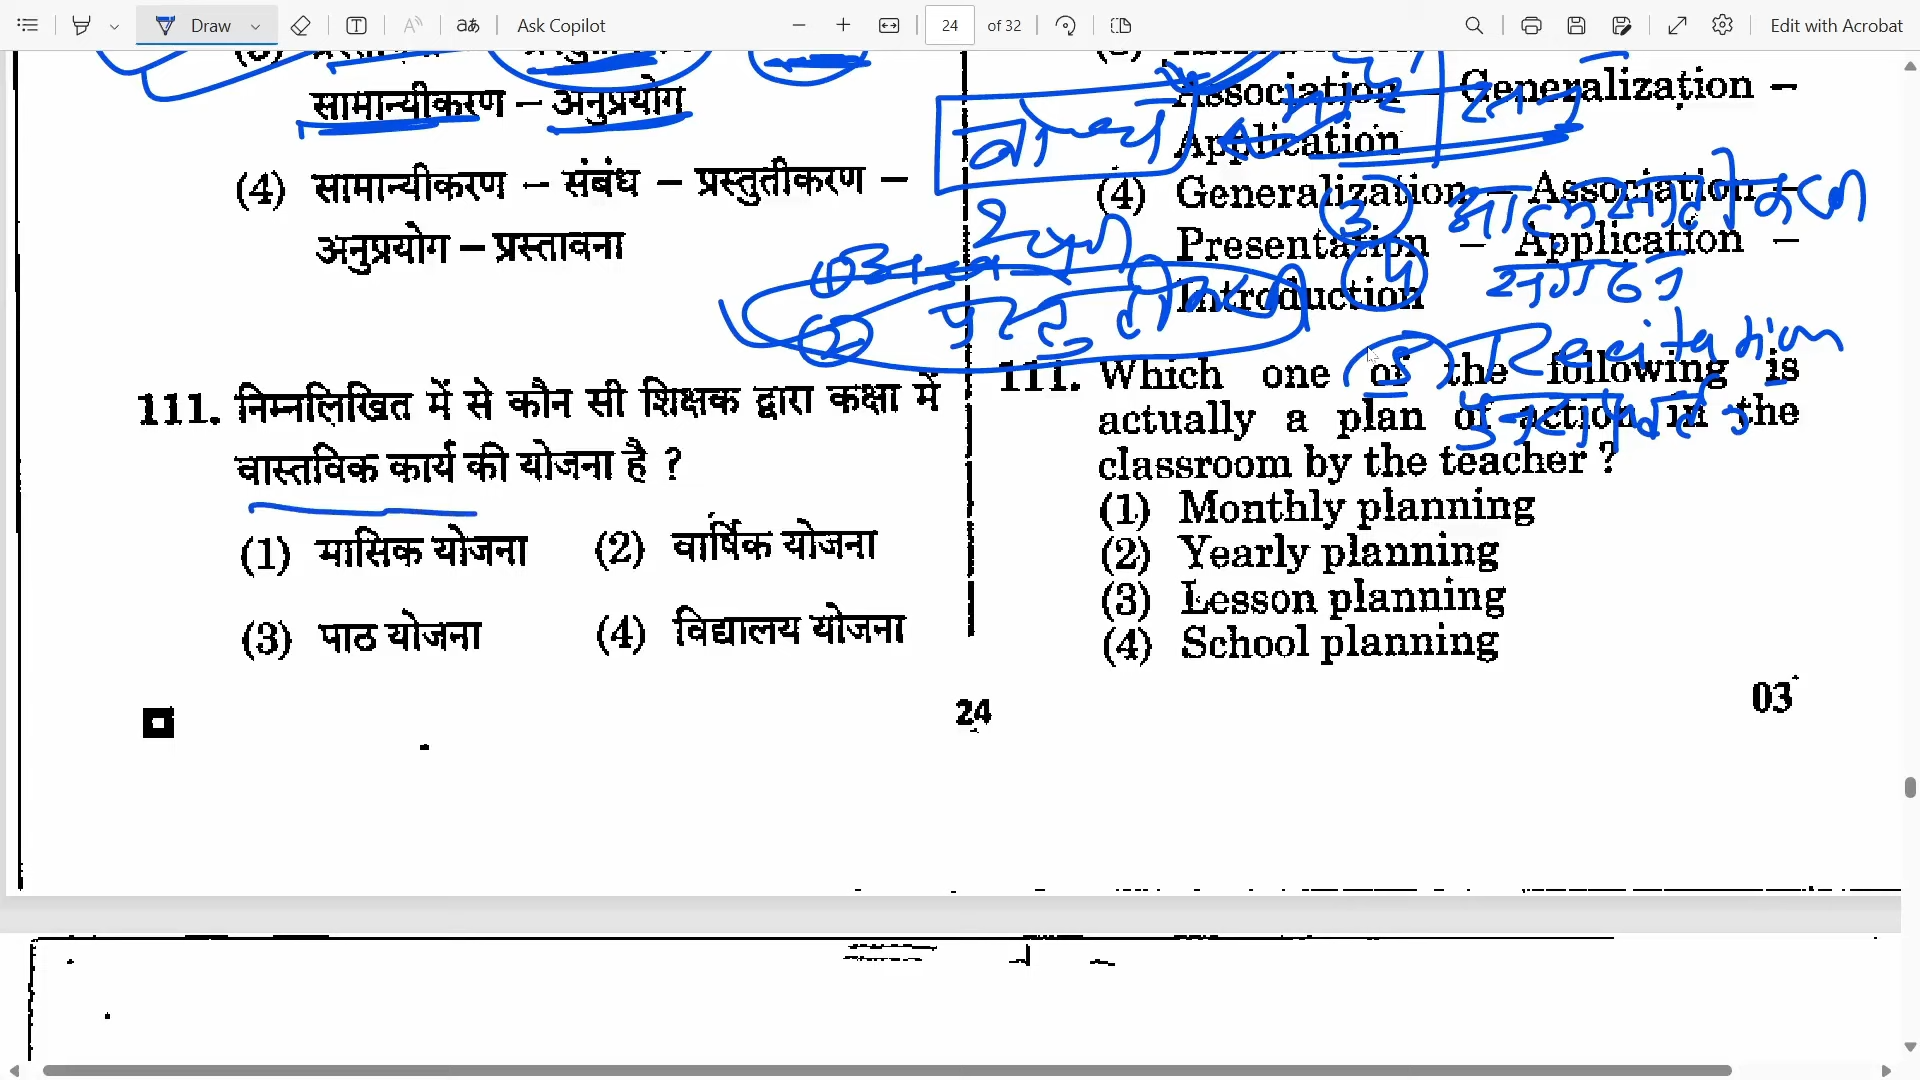 Draw
Ask Copilot
24 of 32
Edit with Acrobat
सामान्यीकरण – अनुप्रयोग
(4) सामान्यीकरण – संबंध – प्रस्तुतीकरण –
अनुप्रयोग – प्रस्तावना
111. निम्नलिखित में से कौन सी शिक्षक द्वारा कक्षा में
वास्तविक कार्य की योजना है ?
(1) मासिक योजना (2) वार्षिक योजना
(3) पाठ योजना (4) विद्यालय योजना
Association – Generalization –
Application
(4) Generalization – Association –
Presentation – Application –
Introduction
3
4
2
5 Recitation
111. Which one of the following is
actually a plan of action in the
classroom by the teacher ?
(1) Monthly planning
(2) Yearly planning
(3) Lesson planning
(4) School planning
24
03